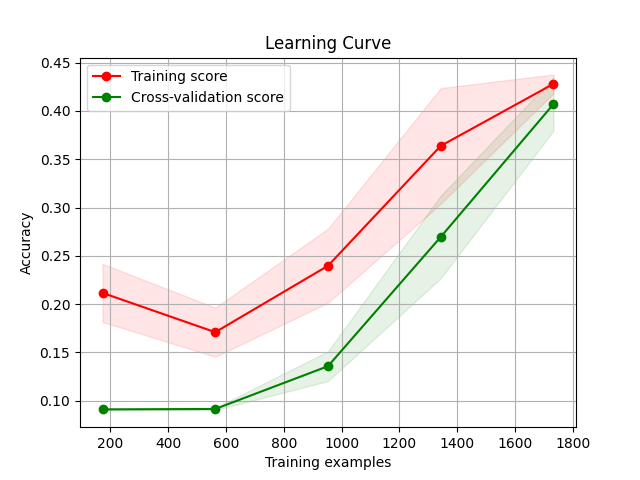 Learning Curve
0.45
0.40
0.35
0.30
0.25
0.20
0.15
0.10
Accuracy
Training score
Cross-validation score
200 400 600 800 1000 1200 1400 1600 1800
Training examples